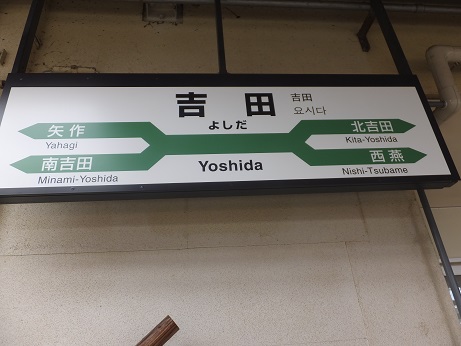 吉田
吉田
よしだ
요시다
矢作
Yahagi
北吉田
Kita-Yoshida
南吉田
Minami-Yoshida
Yoshida
西燕
Nishi-Tsubame